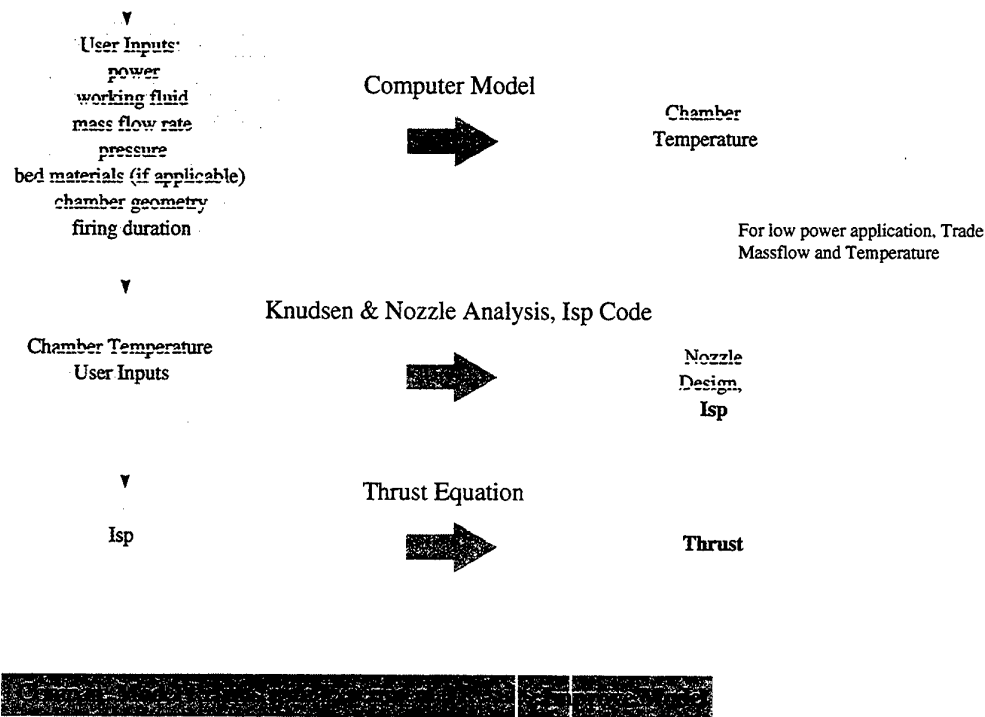 User Inputs:
power
working fluid
mass flow rate
pressure
bed materials (if applicable)
chamber geometry
firing duration
Computer Model
Chamber
Temperature
For low power application, Trade
Massflow and Temperature
Knudsen & Nozzle Analysis, Isp Code
Chamber Temperature
User Inputs
Nozzle
Design,
Isp
Thrust Equation
Isp
Thrust